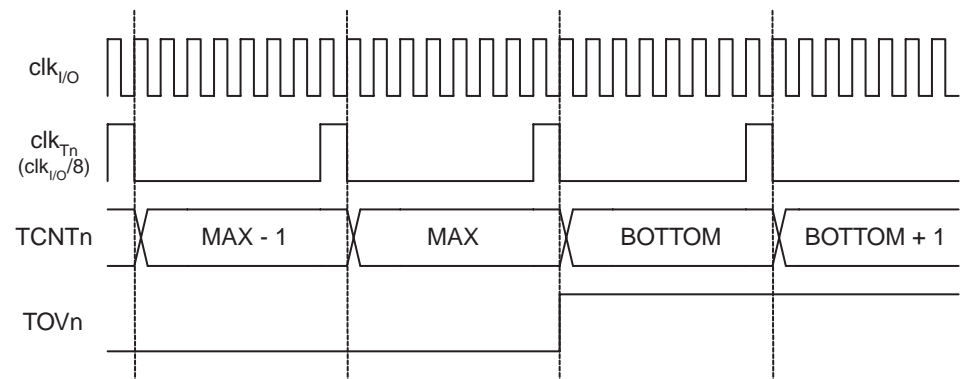 clkI/O
clkTn
(clkI/O/8)
TCNTn MAX - 1 MAX BOTTOM BOTTOM + 1
TOVn